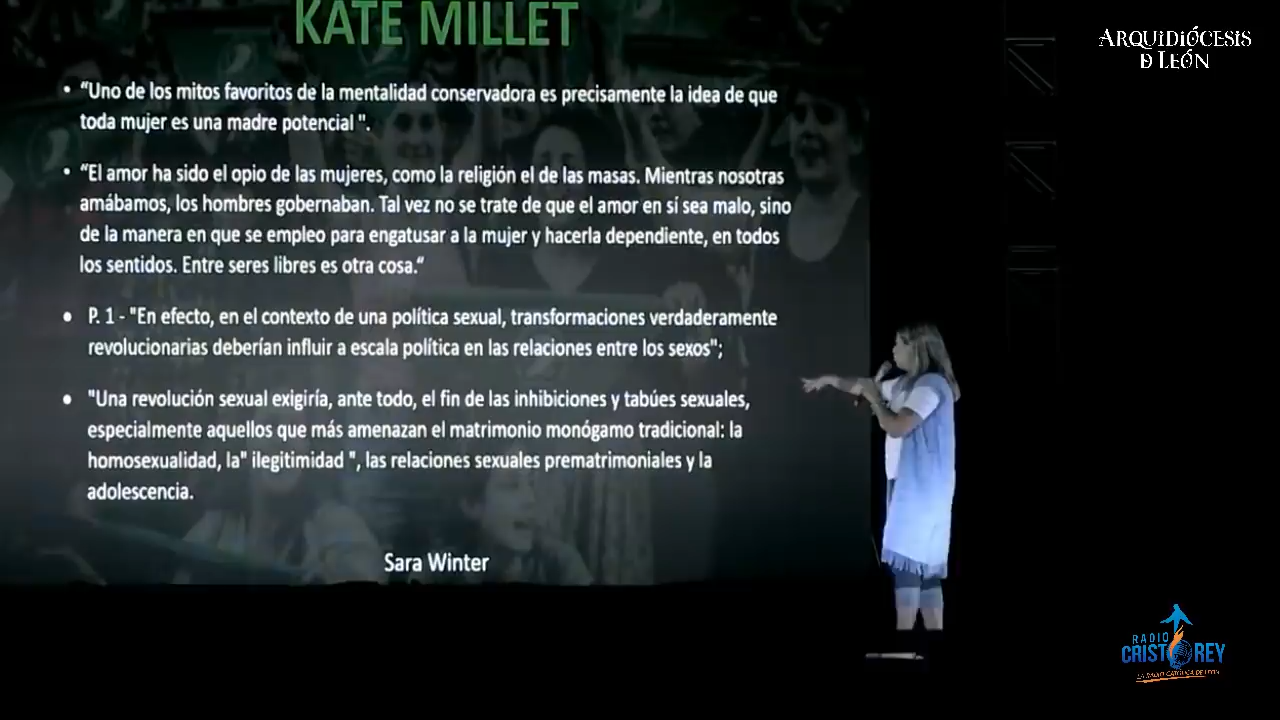 KATE MILLET
• “Uno de los mitos favoritos de la mentalidad conservadora es precisamente la idea de que
toda mujer es una madre potencial ".
• “El amor ha sido el opio de las mujeres, como la religión el de las masas. Mientras nosotras
amábamos, los hombres gobernaban. Tal vez no se trate de que el amor en sí sea malo, sino
de la manera en que se empleo para engatusar a la mujer y hacerla dependiente, en todos
los sentidos. Entre seres libres es otra cosa.“
• P. 1 - "En efecto, en el contexto de una política sexual, transformaciones verdaderamente
revolucionarias deberían influir a escala política en las relaciones entre los sexos";
• "Una revolución sexual exigiría, ante todo, el fin de las inhibiciones y tabúes sexuales,
especialmente aquellos que más amenazan el matrimonio monógamo tradicional: la
homosexualidad, la" ilegitimidad ", las relaciones sexuales prematrimoniales y la
adolescencia.
Sara Winter
ARQUIDIÓCESIS
DE LEÓN
RADIO
CRISTO REY
LA RADIO CATÓLICA DE LEÓN